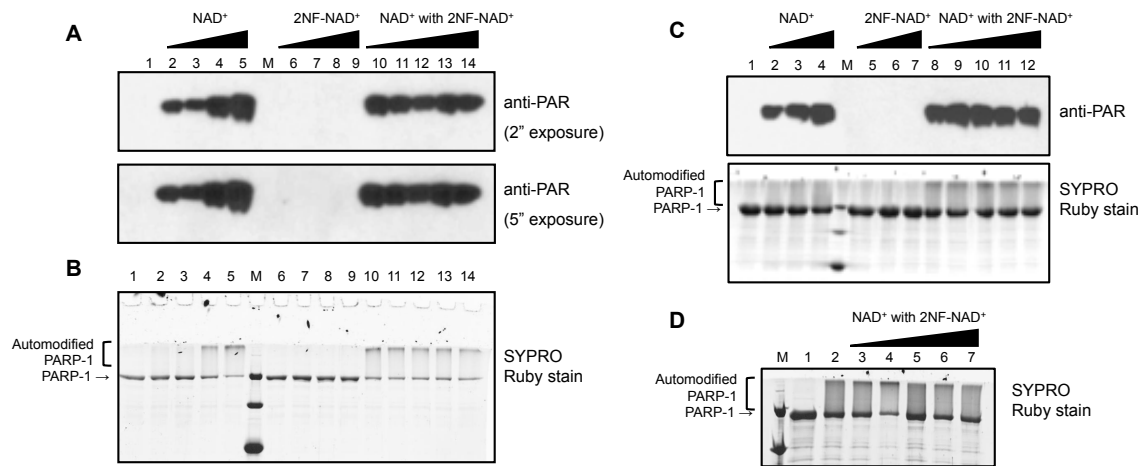 A
NAD⁺
2NF-NAD⁺
NAD⁺ with 2NF-NAD⁺
1 2 3 4 5 M 6 7 8 9 10 11 12 13 14
anti-PAR
(2” exposure)
anti-PAR
(5” exposure)
B
1 2 3 4 5 M 6 7 8 9 10 11 12 13 14
Automodified
PARP-1
PARP-1 →
SYPRO
Ruby stain
C
NAD⁺
2NF-NAD⁺
NAD⁺ with 2NF-NAD⁺
1 2 3 4 M 5 6 7 8 9 10 11 12
anti-PAR
Automodified
PARP-1
PARP-1 →
SYPRO
Ruby stain
D
NAD⁺ with 2NF-NAD⁺
M 1 2 3 4 5 6 7
Automodified
PARP-1
PARP-1→
SYPRO
Ruby stain